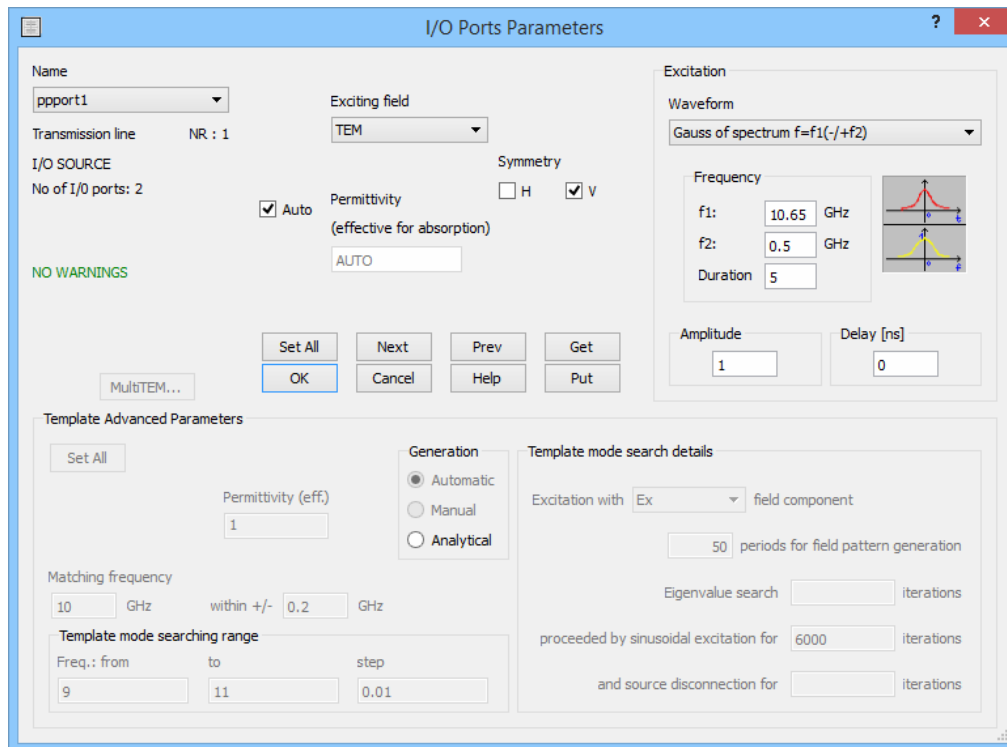 I/O Ports Parameters
?
Name
ppport1
Transmission line NR : 1
I/O SOURCE
No of I/0 ports: 2
NO WARNINGS
Exciting field
TEM
Symmetry
H V
Auto
Permittivity
(effective for absorption)
AUTO
Excitation
Waveform
Gauss of spectrum f=f1(-/+f2)
Frequency
f1: 10.65 GHz
f2: 0.5 GHz
Duration 5
Amplitude
1
Delay [ns]
0
Set All Next Prev Get
OK Cancel Help Put
MultiTEM...
Template Advanced Parameters
Set All
Permittivity (eff.)
1
Generation
Automatic
Manual
Analytical
Matching frequency
10 GHz within +/- 0.2 GHz
Template mode searching range
Freq.: from to step
9 11 0.01
Template mode search details
Excitation with Ex field component
50 periods for field pattern generation
Eigenvalue search iterations
proceeded by sinusoidal excitation for 6000 iterations
and source disconnection for iterations